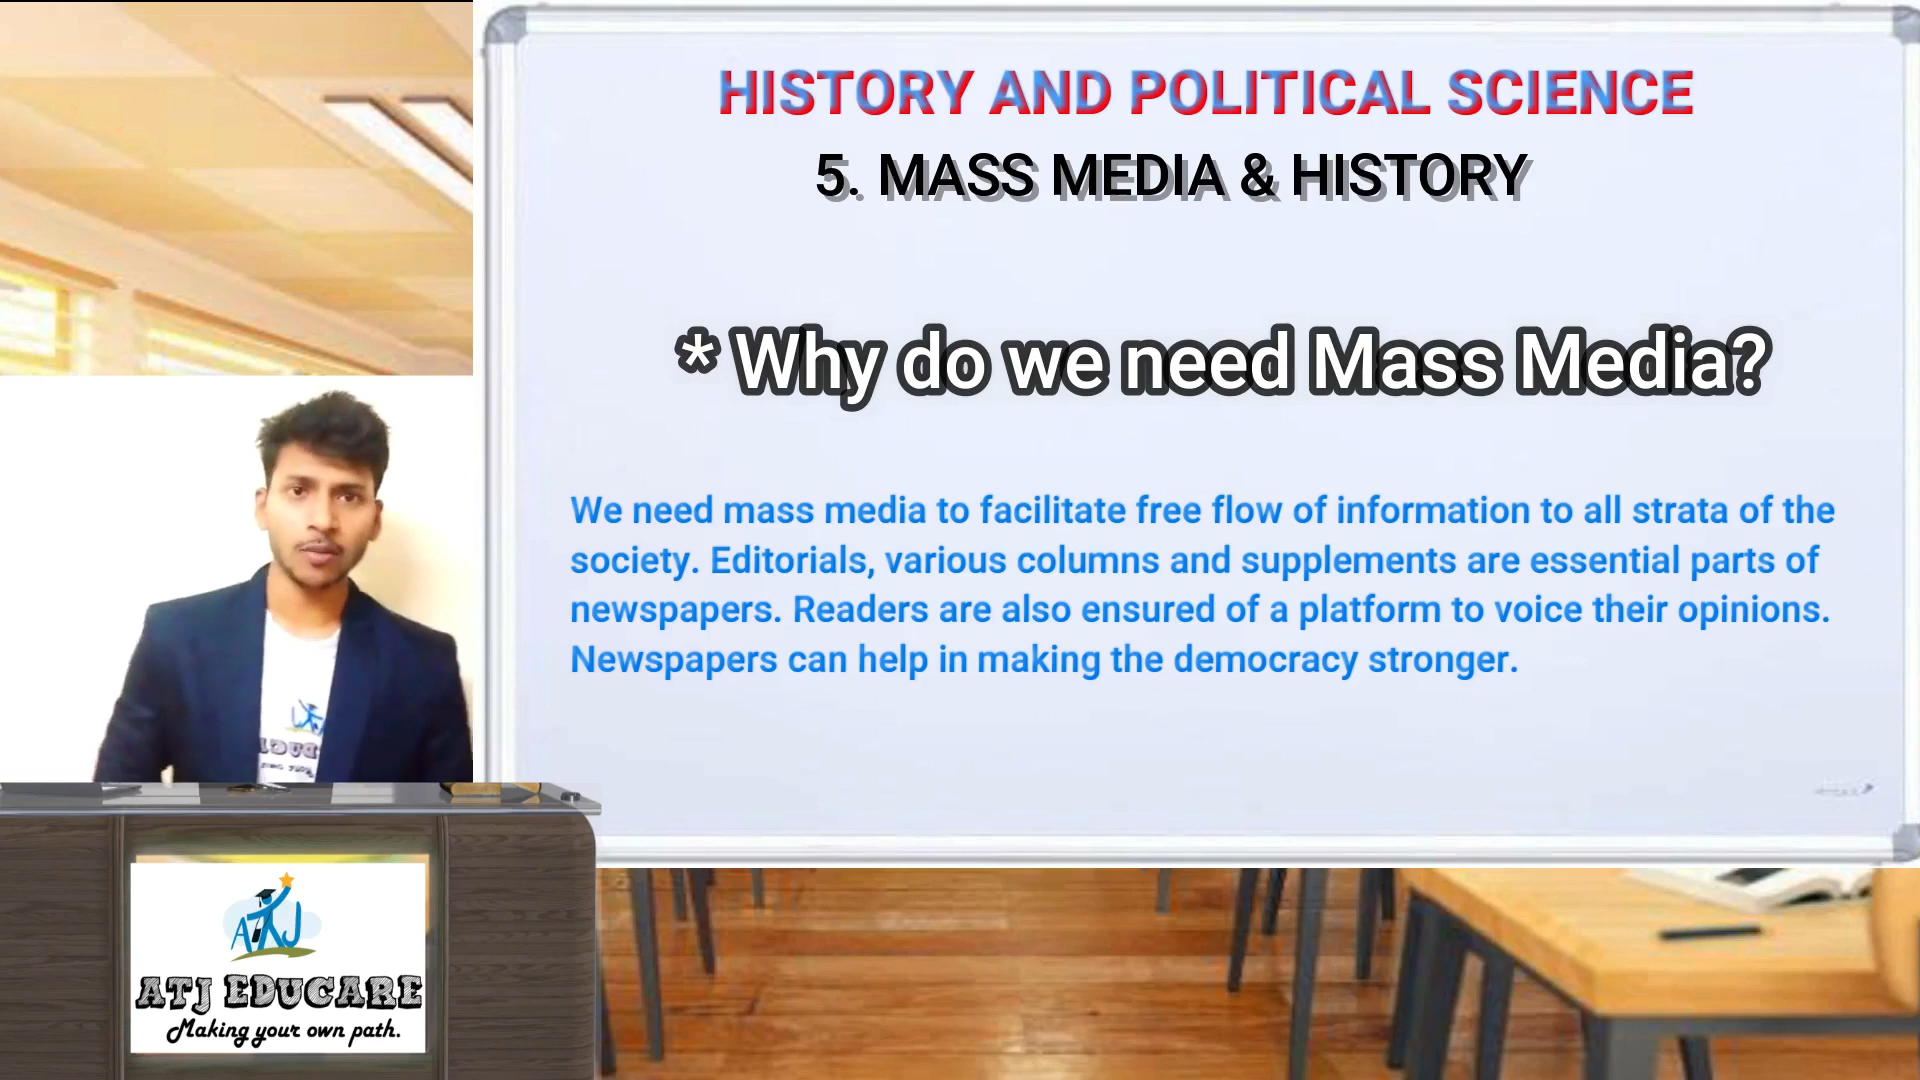 HISTORY AND POLITICAL SCIENCE
5. MASS MEDIA & HISTORY
* Why do we need Mass Media?
We need mass media to facilitate free flow of information to all strata of the
society. Editorials, various columns and supplements are essential parts of
newspapers. Readers are also ensured of a platform to voice their opinions.
Newspapers can help in making the democracy stronger.
ATJ
ATJ EDUCARE
Making your own path.